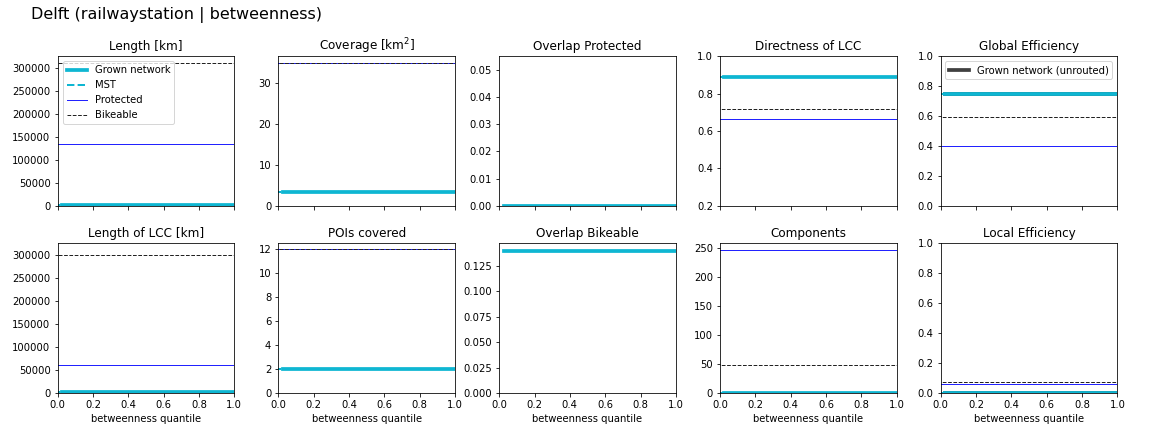 Delft (railwaystation | betweenness)
Length [km]
300000
250000
200000
150000
100000
50000
0
Grown network
MST
Protected
Bikeable
Coverage [km²]
30
20
10
0
Overlap Protected
0.05
0.04
0.03
0.02
0.01
0.00
Directness of LCC
1.0
0.8
0.6
0.4
0.2
Global Efficiency
1.0
0.8
0.6
0.4
0.2
0.0
Grown network (unrouted)
Length of LCC [km]
300000
250000
200000
150000
100000
50000
0
0.0 0.2 0.4 0.6 0.8 1.0
betweenness quantile
POIs covered
12
10
8
6
4
2
0
0.0 0.2 0.4 0.6 0.8 1.0
betweenness quantile
Overlap Bikeable
0.125
0.100
0.075
0.050
0.025
0.000
0.0 0.2 0.4 0.6 0.8 1.0
betweenness quantile
Components
250
200
150
100
50
0
0.0 0.2 0.4 0.6 0.8 1.0
betweenness quantile
Local Efficiency
1.0
0.8
0.6
0.4
0.2
0.0
0.0 0.2 0.4 0.6 0.8 1.0
betweenness quantile